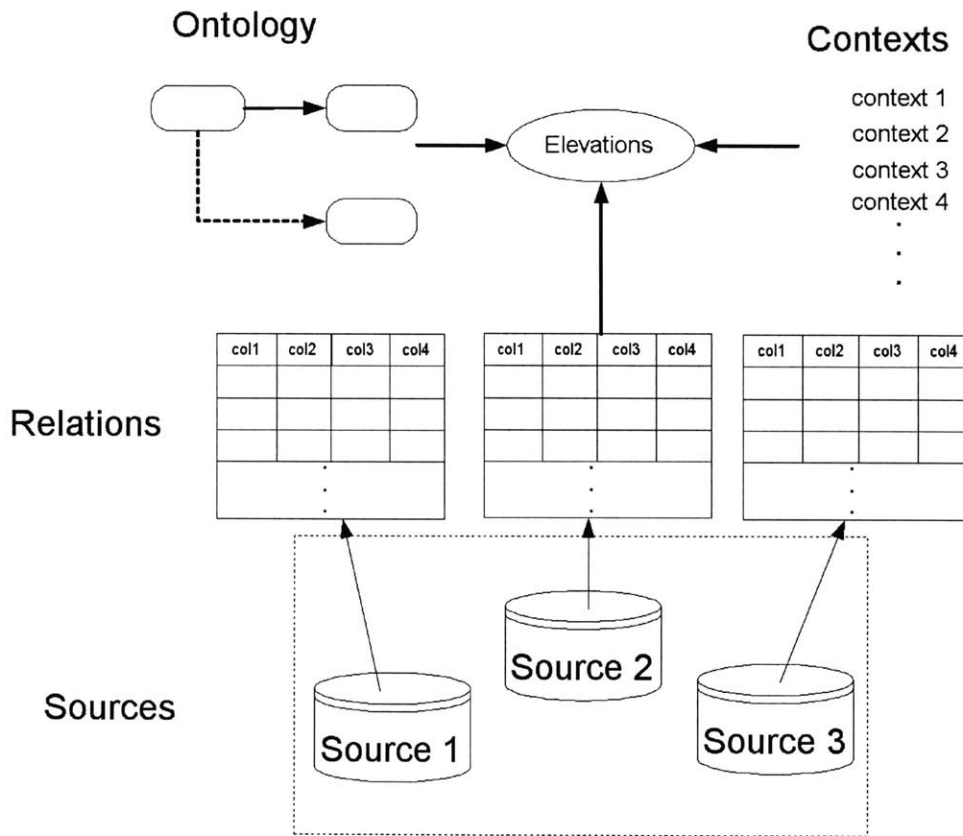 Ontology
Contexts
context 1
context 2
context 3
context 4
Elevations
Relations
col1 col2 col3 col4
col1 col2 col3 col4
col1 col2 col3 col4
Sources
Source 1
Source 2
Source 3